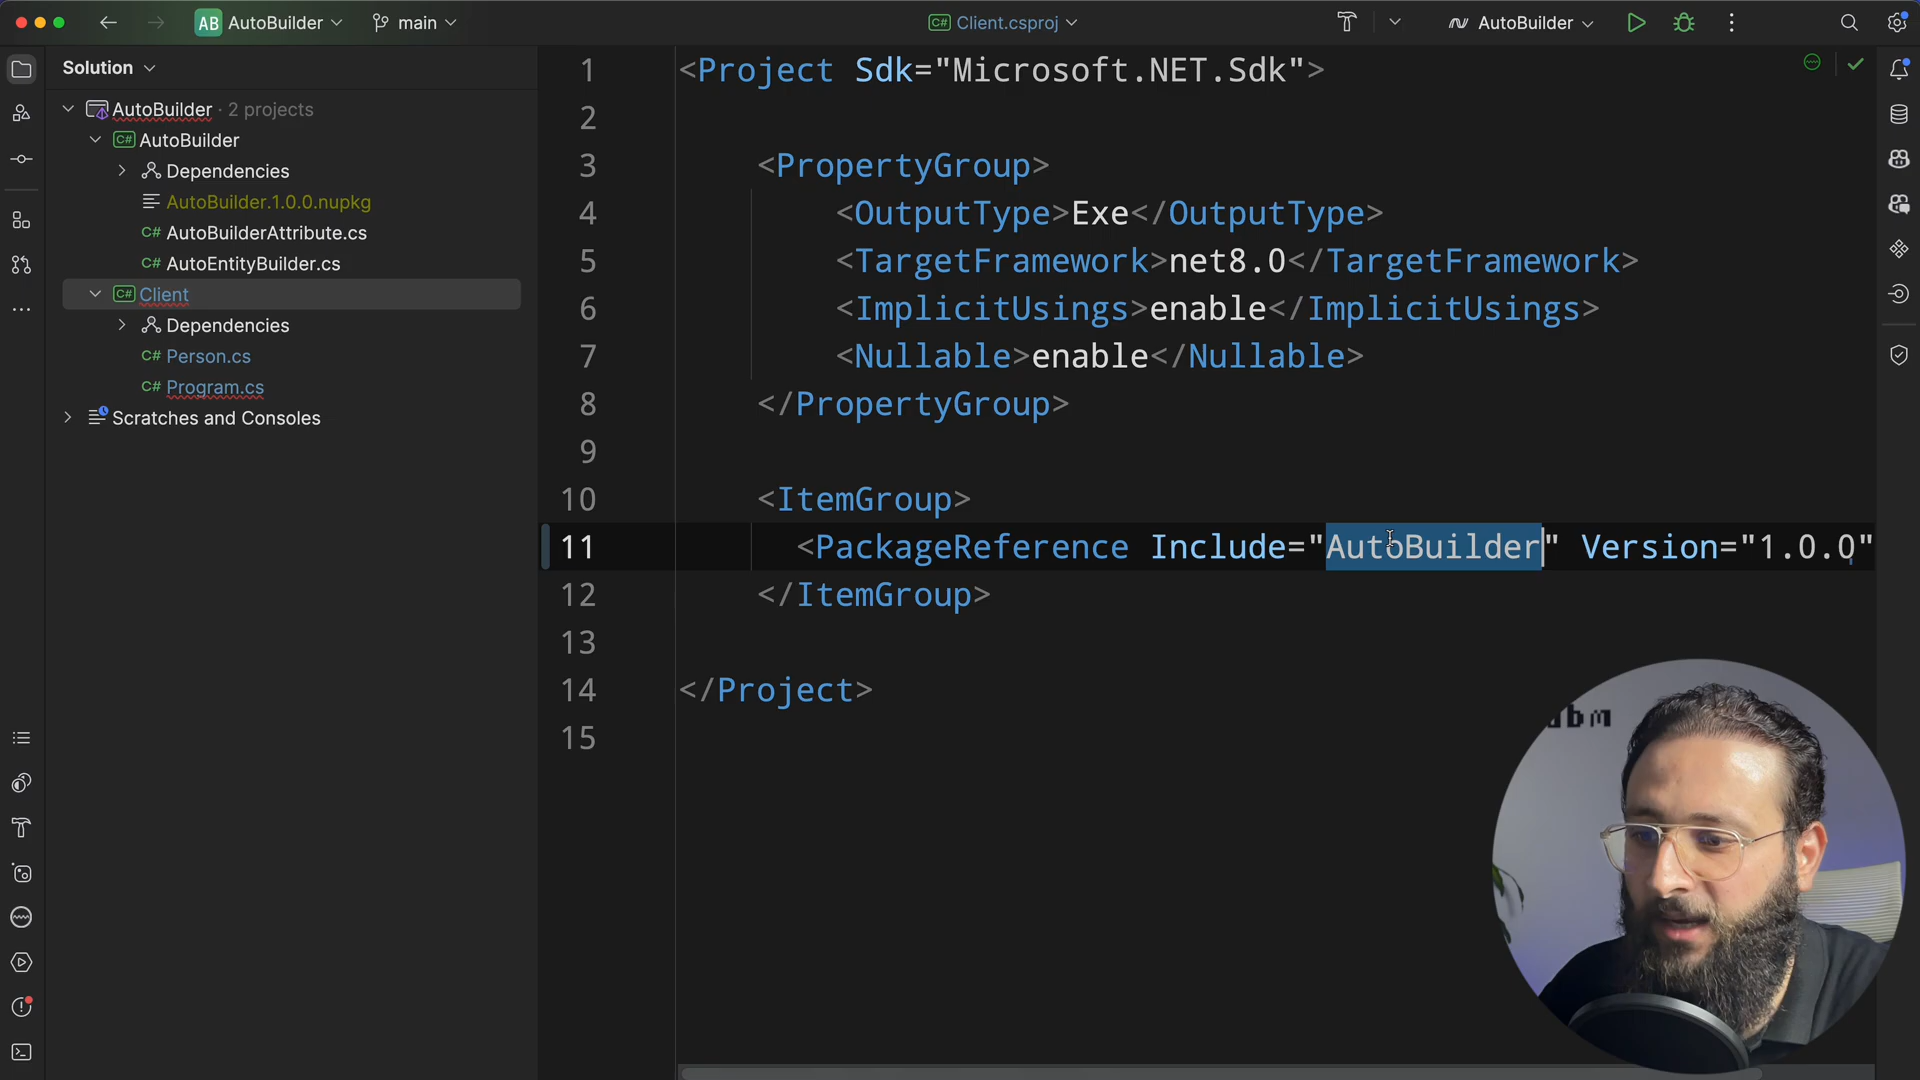 AB AutoBuilder main Client.csproj AutoBuilder
Solution
AutoBuilder · 2 projects
C# AutoBuilder
Dependencies
AutoBuilder.1.0.0.nupkg
C# AutoBuilderAttribute.cs
C# AutoEntityBuilder.cs
C# Client
Dependencies
C# Person.cs
C# Program.cs
Scratches and Consoles
1 <Project Sdk="Microsoft.NET.Sdk">
2
3 <PropertyGroup>
4 <OutputType>Exe</OutputType>
5 <TargetFramework>net8.0</TargetFramework>
6 <ImplicitUsings>enable</ImplicitUsings>
7 <Nullable>enable</Nullable>
8 </PropertyGroup>
9
10 <ItemGroup>
11 <PackageReference Include="AutoBuilder" Version="1.0.0"
12 </ItemGroup>
13
14 </Project>
15